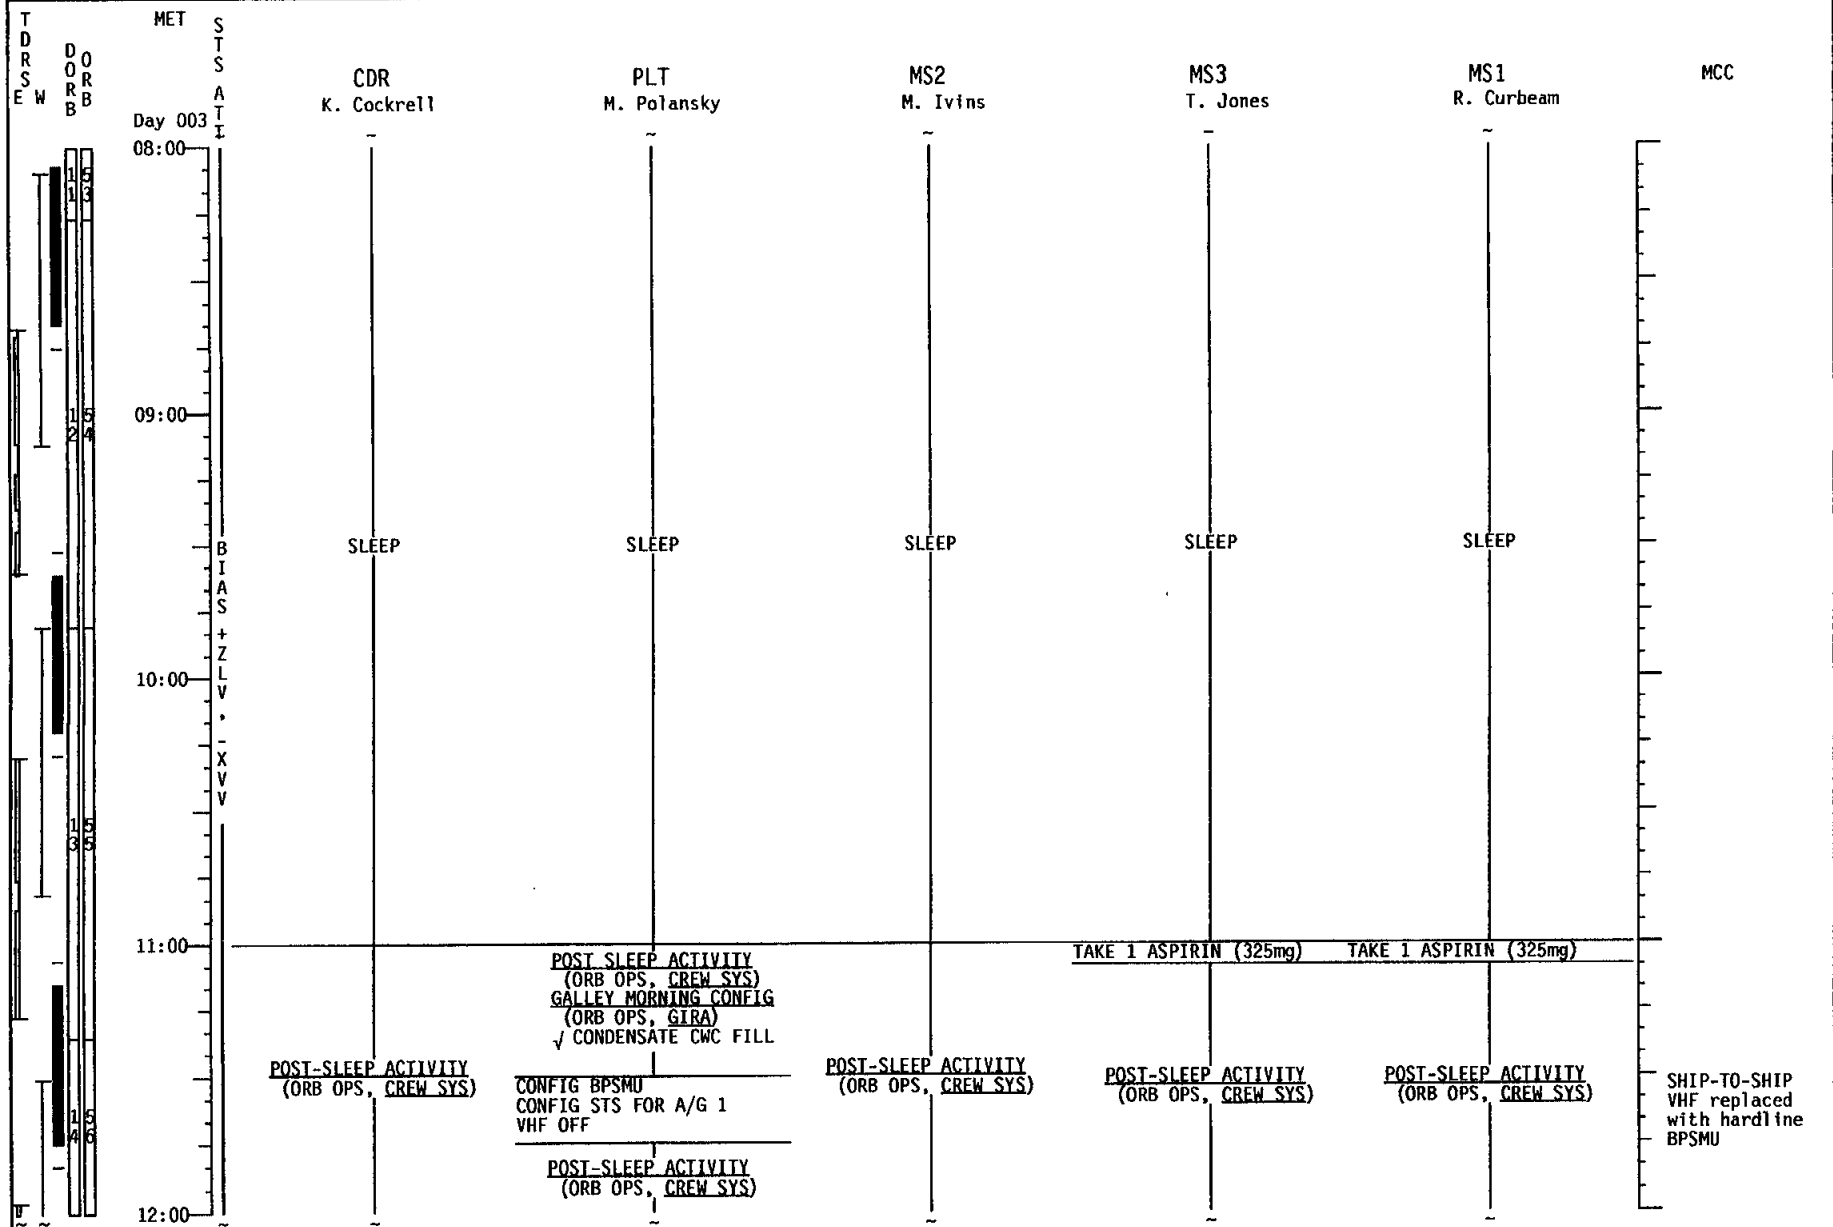 TDRS
E W
DORB
ORB
MET
STS ATT
CDR
K. Cockrell
PLT
M. Polansky
MS2
M. Ivins
MS3
T. Jones
MS1
R. Curbeam
MCC
Day 003
08:00
11
53
09:00
12
54
BIAS +ZLV, -XVV
SLEEP
SLEEP
SLEEP
SLEEP
SLEEP
10:00
13
55
11:00
POST SLEEP ACTIVITY
(ORB OPS, CREW SYS)
GALLEY MORNING CONFIG
(ORB OPS, GIRA)
√ CONDENSATE CWC FILL
TAKE 1 ASPIRIN (325mg)
TAKE 1 ASPIRIN (325mg)
POST-SLEEP ACTIVITY
(ORB OPS, CREW SYS)
CONFIG BPSMU
CONFIG STS FOR A/G 1
VHF OFF
POST-SLEEP ACTIVITY
(ORB OPS, CREW SYS)
POST-SLEEP ACTIVITY
(ORB OPS, CREW SYS)
POST-SLEEP ACTIVITY
(ORB OPS, CREW SYS)
POST-SLEEP ACTIVITY
(ORB OPS, CREW SYS)
SHIP-TO-SHIP
VHF replaced
with hardline
BPSMU
14
56
12:00